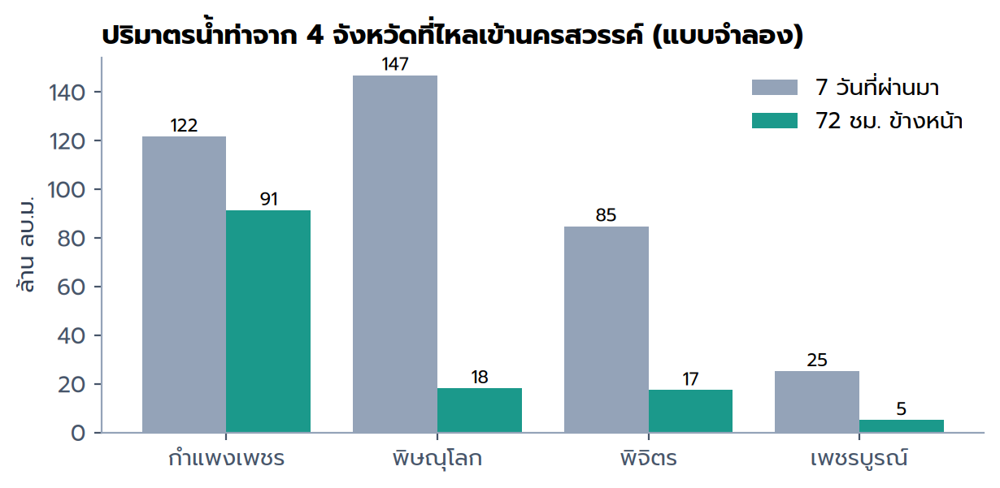 ปริมาตรน้ำท่าจาก 4 จังหวัดที่ไหลเข้านครสวรรค์ (แบบจำลอง)
7 วันที่ผ่านมา
72 ชม. ข้างหน้า
ล้าน ลบ.ม.
140
120
100
80
60
40
20
0
122
91
147
18
85
17
25
5
กำแพงเพชร
พิษณุโลก
พิจิตร
เพชรบูรณ์